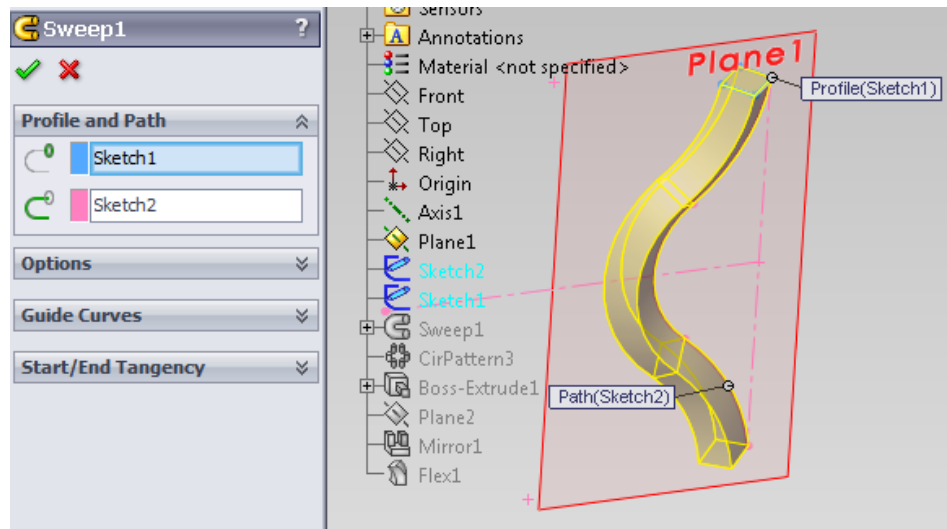 Sweep1 ?
Profile and Path
Sketch1
Sketch2
Options
Guide Curves
Start/End Tangency
Sensors
Annotations
Material <not specified>
Front
Top
Right
Origin
Axis1
Plane1
Sketch2
Sketch1
Sweep1
CirPattern3
Boss-Extrude1
Plane2
Mirror1
Flex1
Plane1
Profile(Sketch1)
Path(Sketch2)